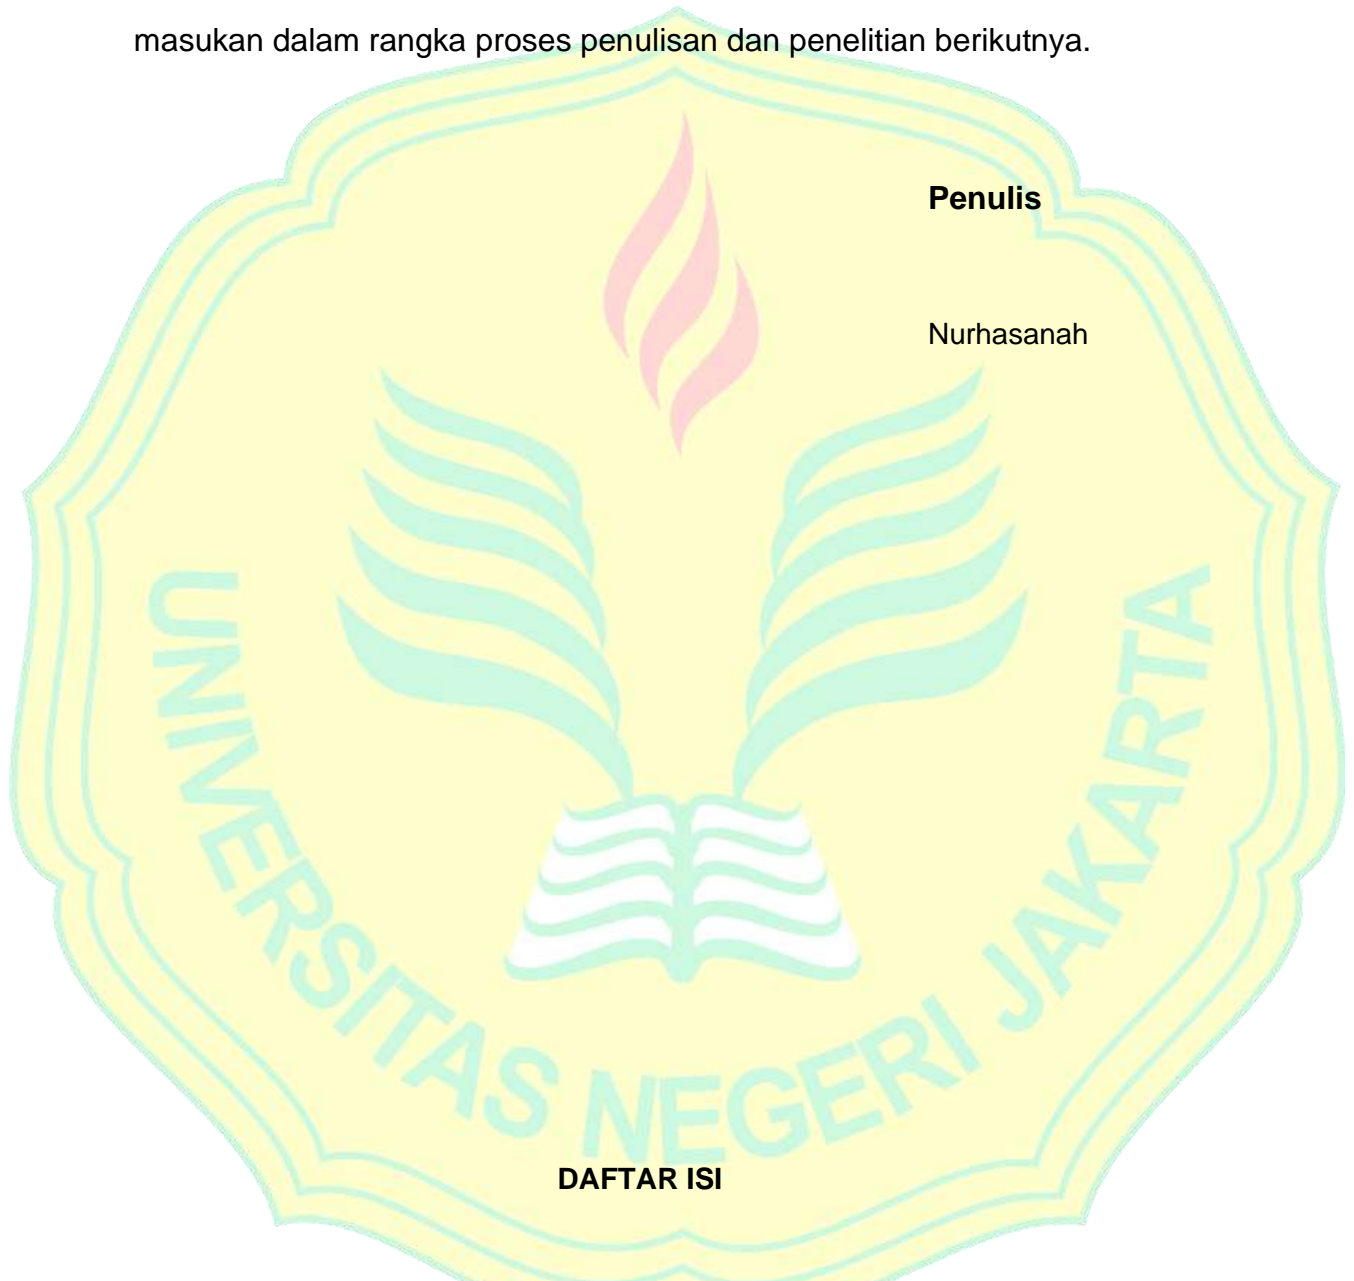 masukan dalam rangka proses penulisan dan penelitian berikutnya.
Penulis
Nurhasanah
UNIVERSITAS NEGERI JAKARTA
DAFTAR ISI